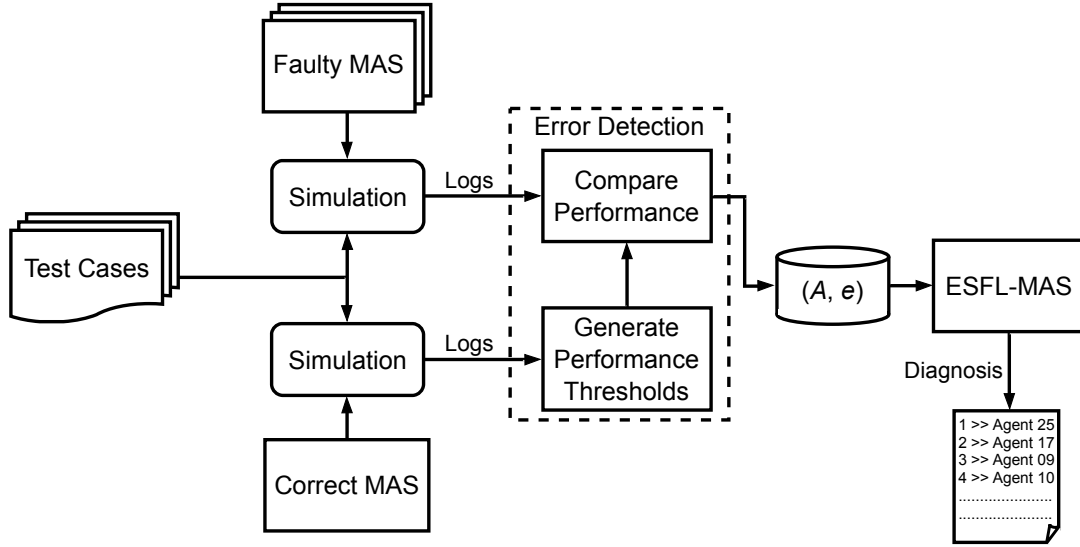 Faulty MAS
Error Detection
Simulation
Logs
Compare
Performance
Test Cases
(A, e)
ESFL-MAS
Simulation
Logs
Generate
Performance
Thresholds
Diagnosis
Correct MAS
1 >> Agent 25
2 >> Agent 17
3 >> Agent 09
4 >> Agent 10
.......................
.......................